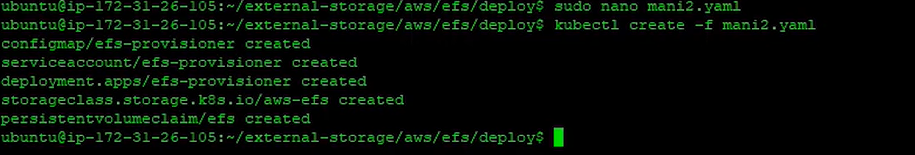 ubuntu@ip-172-31-26-105:~/external-storage/aws/efs/deploy$ sudo nano mani2.yaml
ubuntu@ip-172-31-26-105:~/external-storage/aws/efs/deploy$ kubectl create -f mani2.yaml
configmap/efs-provisioner created
serviceaccount/efs-provisioner created
deployment.apps/efs-provisioner created
storageclass.storage.k8s.io/aws-efs created
persistentvolumeclaim/efs created
ubuntu@ip-172-31-26-105:~/external-storage/aws/efs/deploy$